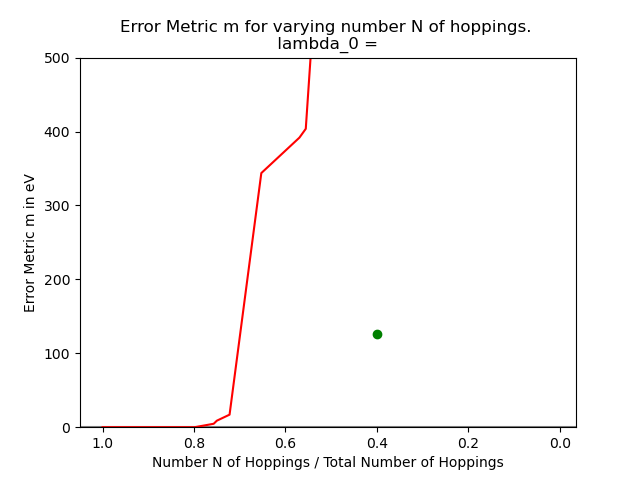 Error Metric m for varying number N of hoppings.
lambda_0 =
500
400
300
200
100
0
Error Metric m in eV
1.0 0.8 0.6 0.4 0.2 0.0
Number N of Hoppings / Total Number of Hoppings